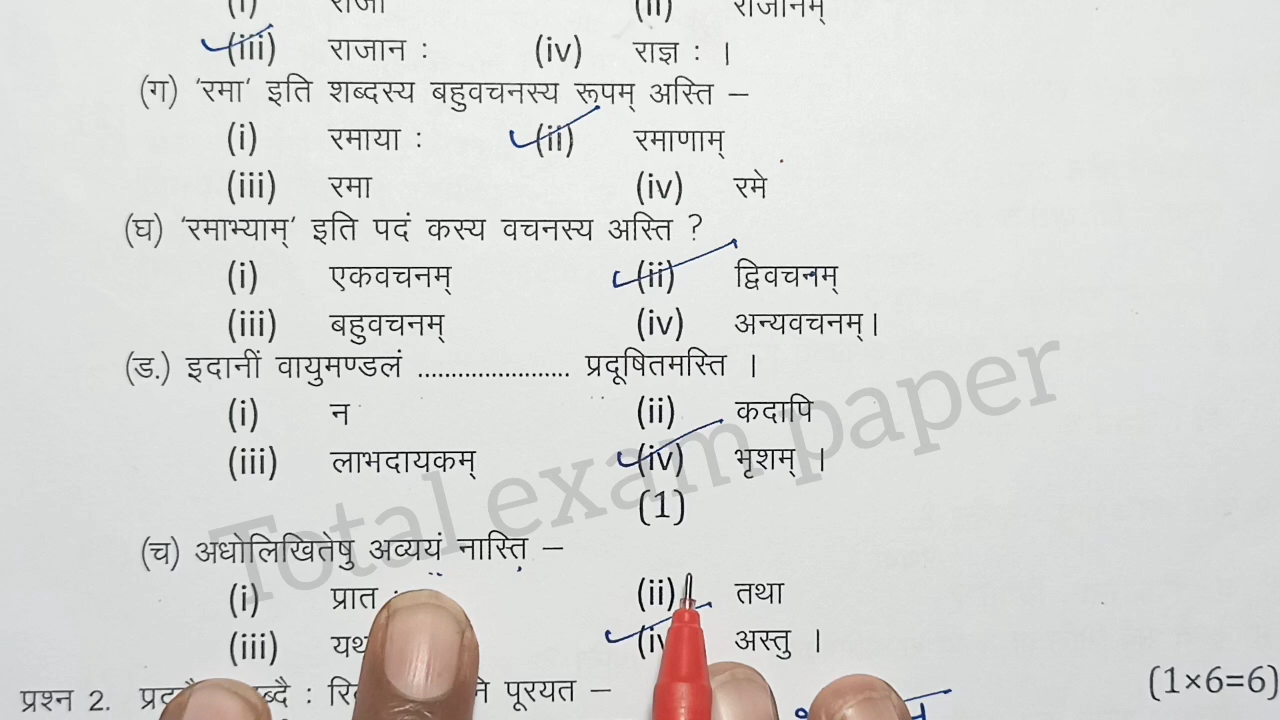 (i) राजा (ii) राजानम्
(iii) राजान : (iv) राज्ञ : ।
(ग) 'रमा' इति शब्दस्य बहुवचनस्य रूपम् अस्ति –
(i) रमाया : (ii) रमाणाम्
(iii) रमा (iv) रमे
(घ) 'रमाभ्याम्' इति पदं कस्य वचनस्य अस्ति ?
(i) एकवचनम् (ii) द्विवचनम्
(iii) बहुवचनम् (iv) अन्यवचनम्।
(ड.) इदानीं वायुमण्डलं ....................... प्रदूषितमस्ति ।
(i) न (ii) कदापि
(iii) लाभदायकम् (iv) भृशम् ।
Total exam paper
(1)
(च) अधोलिखितेषु अव्ययं नास्ति –
(i) प्रात : (ii) तथा
(iii) (iv) अस्तु ।
(1×6=6)
प्रश्न 2. : पूरयत –